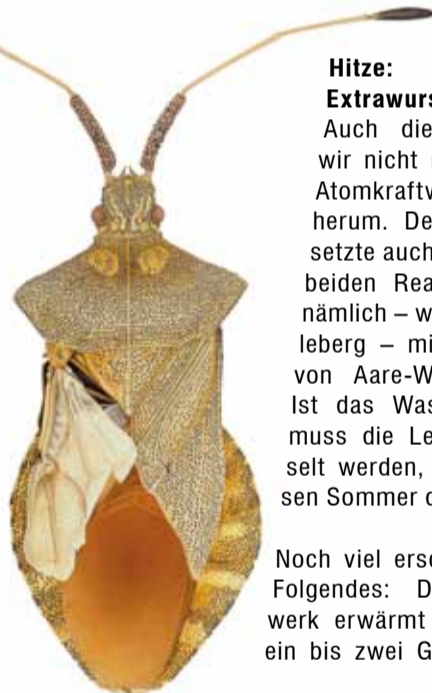 Hitze:
Extrawurs
Auch die
wir nicht
Atomkraftw
herum. De
setzte auch
beiden Rea
nämlich – w
leberg – mi
von Aare-W
Ist das Was
muss die Le
selt werden,
sen Sommer d
Noch viel ersc
Folgendes: D
werk erwärmt
ein bis zwei G